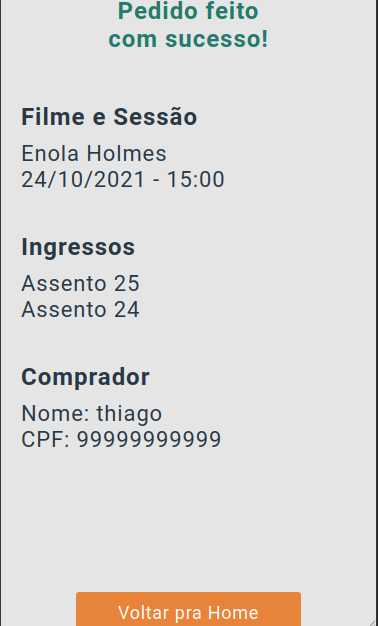 Pedido feito
com sucesso!
Filme e Sessão
Enola Holmes
24/10/2021 - 15:00
Ingressos
Assento 25
Assento 24
Comprador
Nome: thiago
CPF: 99999999999
Voltar pra Home